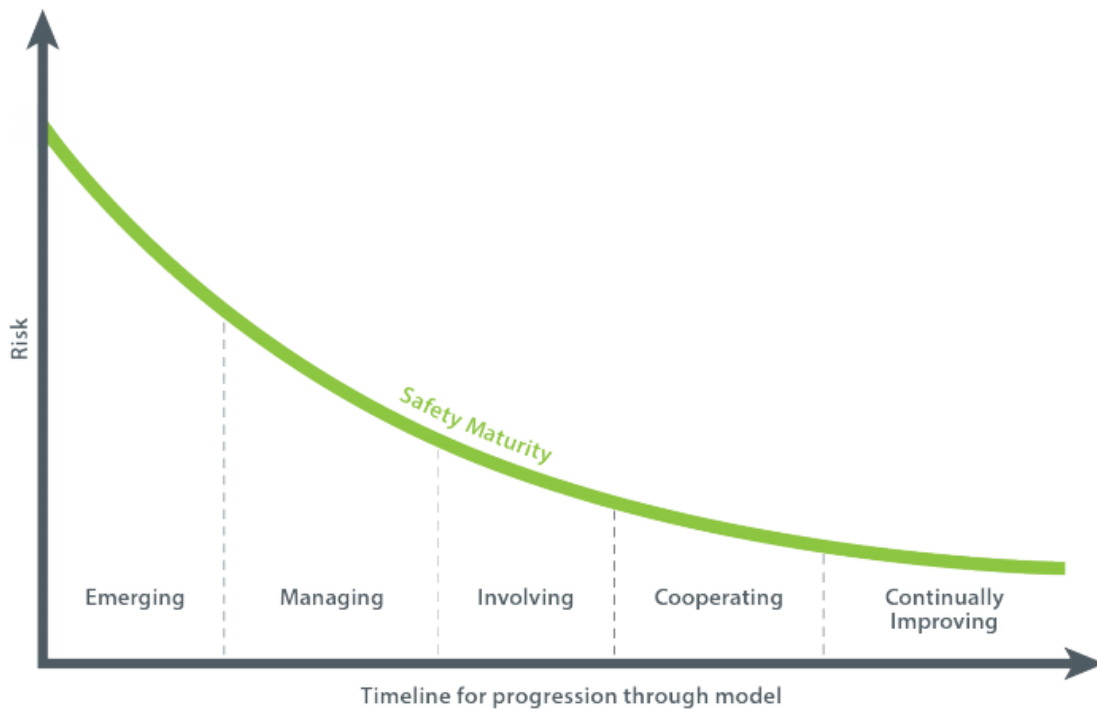 Risk
Safety Maturity
Emerging
Managing
Involving
Cooperating
Continually
Improving
Timeline for progression through model